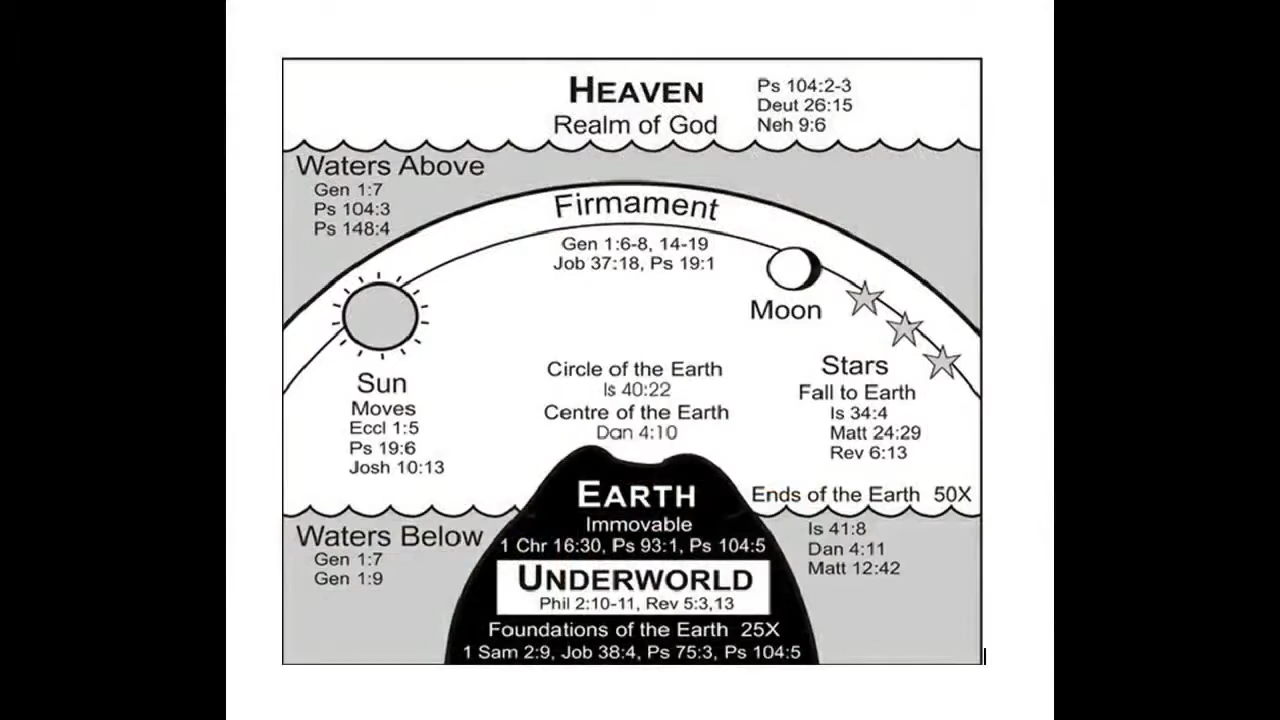 HEAVEN
Realm of God
Ps 104:2-3
Deut 26:15
Neh 9:6
Waters Above
Gen 1:7
Ps 104:3
Ps 148:4
Firmament
Gen 1:6-8, 14-19
Job 37:18, Ps 19:1
Moon
Sun
Moves
Eccl 1:5
Ps 19:6
Josh 10:13
Circle of the Earth
Is 40:22
Centre of the Earth
Dan 4:10
Stars
Fall to Earth
Is 34:4
Matt 24:29
Rev 6:13
Ends of the Earth 50X
Is 41:8
Dan 4:11
Matt 12:42
Waters Below
Gen 1:7
Gen 1:9
EARTH
Immovable
1 Chr 16:30, Ps 93:1, Ps 104:5
UNDERWORLD
Phil 2:10-11, Rev 5:3,13
Foundations of the Earth 25X
1 Sam 2:9, Job 38:4, Ps 75:3, Ps 104:5